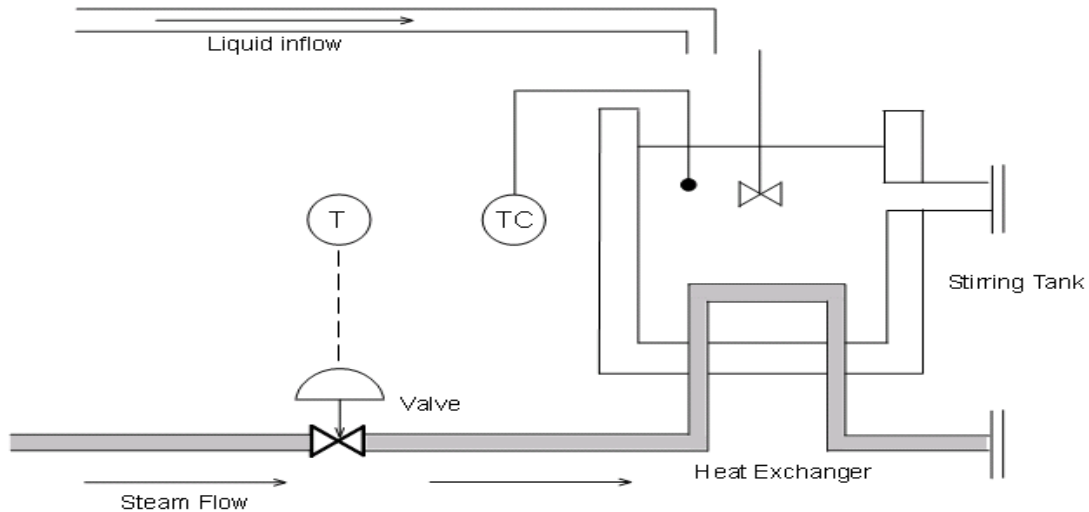 Liquid inflow
T
TC
Stirring Tank
Valve
Heat Exchanger
Steam Flow